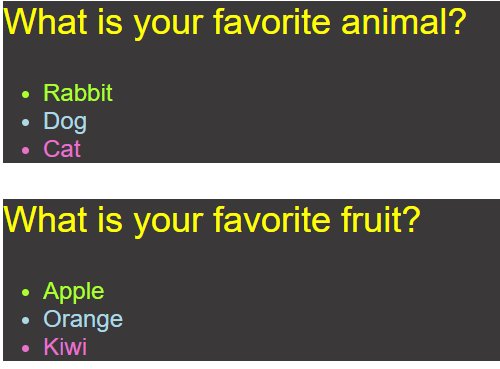 What is your favorite animal?
Rabbit
Dog
Cat
What is your favorite fruit?
Apple
Orange
Kiwi